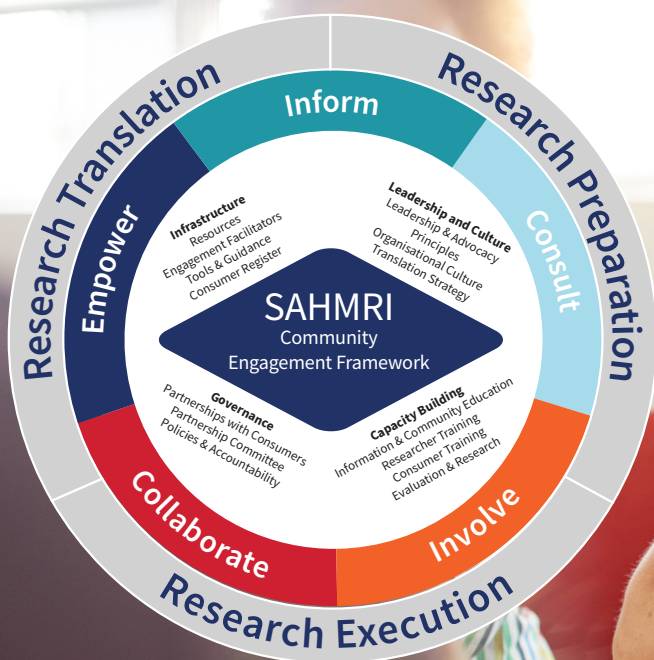 Research Translation
Research Preparation
Research Execution
Inform
Consult
Involve
Collaborate
Empower
Infrastructure
Resources
Engagement Facilitators
Tools & Guidance
Consumer Register
Leadership and Culture
Leadership & Advocacy
Principles
Organisational Culture
Translation Strategy
SAHMRI
Community
Engagement Framework
Governance
Partnerships with Consumers
Partnership Committee
Policies & Accountability
Capacity Building
Information & Community Education
Researcher Training
Consumer Training
Evaluation & Research